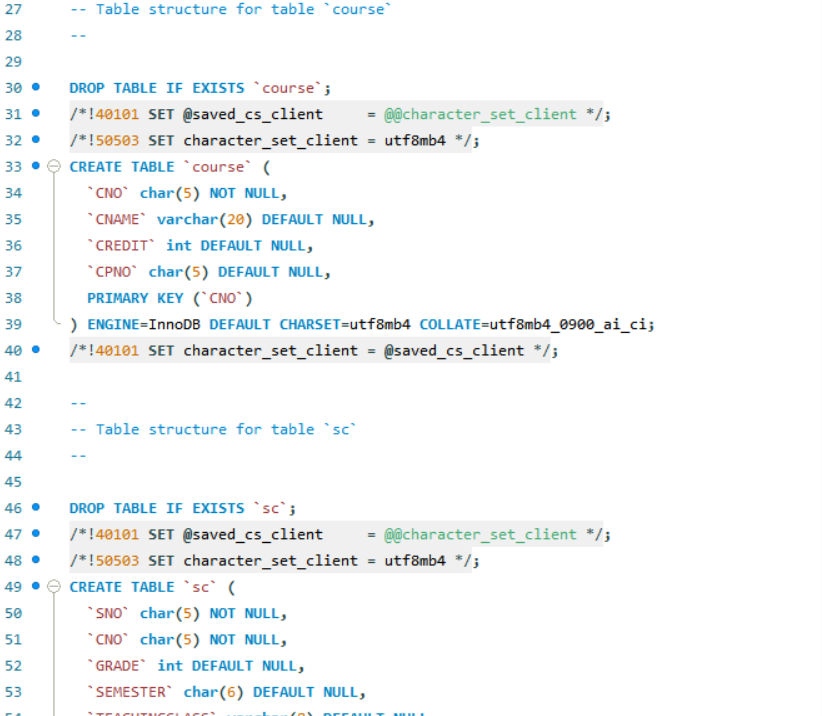 27 -- Table structure for table `course`
28 --
29
30 DROP TABLE IF EXISTS `course`;
31 /*!40101 SET @saved_cs_client     = @@character_set_client */;
32 /*!50503 SET character_set_client = utf8mb4 */;
33 CREATE TABLE `course` (
34   `CNO` char(5) NOT NULL,
35   `CNAME` varchar(20) DEFAULT NULL,
36   `CREDIT` int DEFAULT NULL,
37   `CPNO` char(5) DEFAULT NULL,
38   PRIMARY KEY (`CNO`)
39 ) ENGINE=InnoDB DEFAULT CHARSET=utf8mb4 COLLATE=utf8mb4_0900_ai_ci;
40 /*!40101 SET character_set_client = @saved_cs_client */;
41
42 --
43 -- Table structure for table `sc`
44 --
45
46 DROP TABLE IF EXISTS `sc`;
47 /*!40101 SET @saved_cs_client     = @@character_set_client */;
48 /*!50503 SET character_set_client = utf8mb4 */;
49 CREATE TABLE `sc` (
50   `SNO` char(5) NOT NULL,
51   `CNO` char(5) NOT NULL,
52   `GRADE` int DEFAULT NULL,
53   `SEMESTER` char(6) DEFAULT NULL,